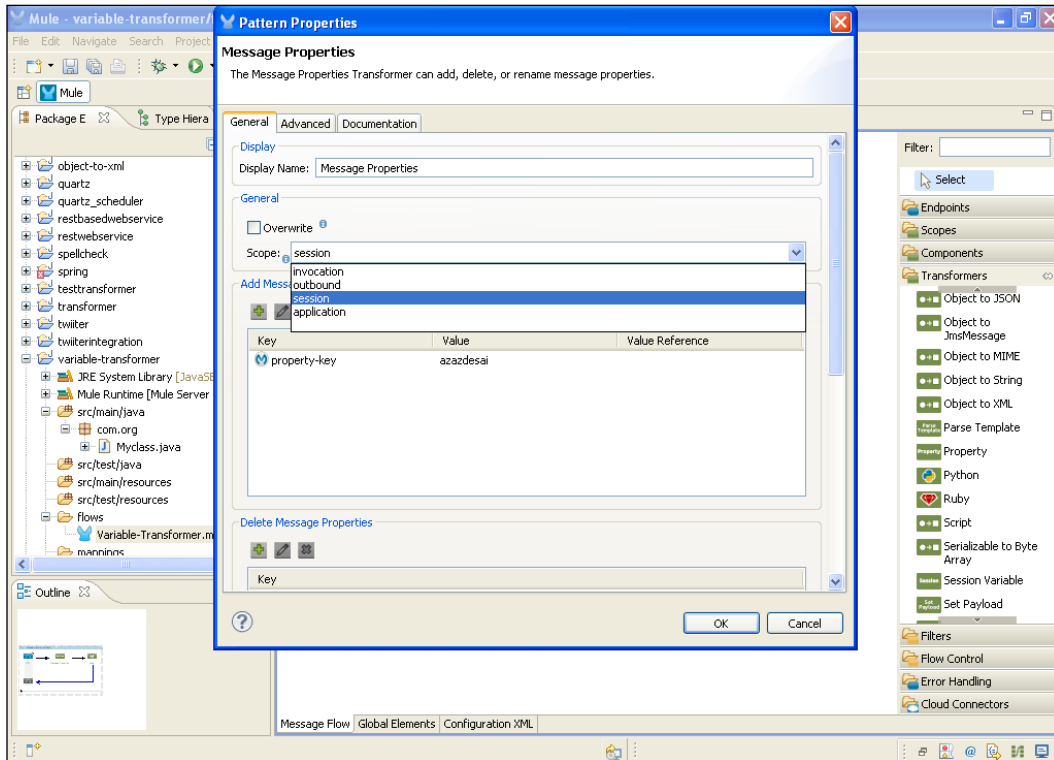 Mule - variable-transformer/
Pattern Properties
File Edit Navigate Search Project
Message Properties
The Message Properties Transformer can add, delete, or rename message properties.
Mule
Package E
Type Hiera
object-to-xml
quartz
quartz_scheduler
restbasedwebservice
restwebservice
spellcheck
spring
testtransformer
transformer
twiiter
twiiterintegration
variable-transformer
JRE System Library [JavaSE
Mule Runtime [Mule Server
src/main/java
com.org
Myclass.java
src/test/java
src/main/resources
src/test/resources
flows
Variable-Transformer.m
mappings
Outline
General Advanced Documentation
Display
Display Name: Message Properties
General
Overwrite
Scope: session
invocation
outbound
session
application
Add Messa
Key Value Value Reference
property-key azazdesai
Delete Message Properties
Key
OK Cancel
Filter:
Select
Endpoints
Scopes
Components
Transformers
Object to JSON
Object to
JmsMessage
Object to MIME
Object to String
Object to XML
Parse Template Parse Template
Property Property
Python
Ruby
Script
Serializable to Byte
Array
Session Session Variable
Set Payload Set Payload
Filters
Flow Control
Error Handling
Cloud Connectors
Message Flow Global Elements Configuration XML